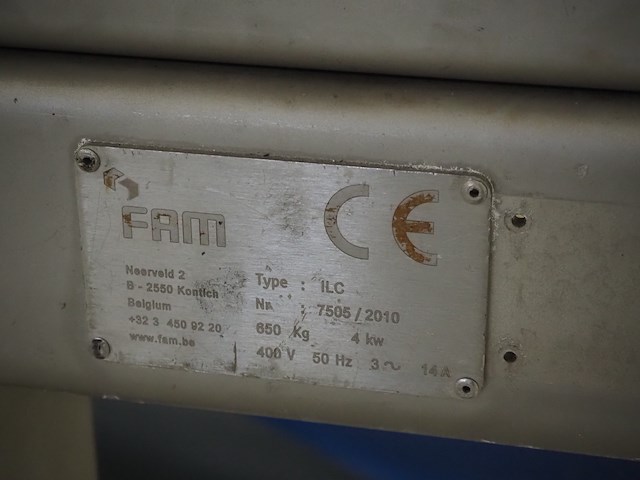 FAM
CE
Neerveld 2
B - 2550 Kontich
Belgium
+32 3 450 92 20
www.fam.be
Type : ILC
Nr : 7505 / 2010
650 Kg 4 kw
400 V 50 Hz 3 ~ 14A